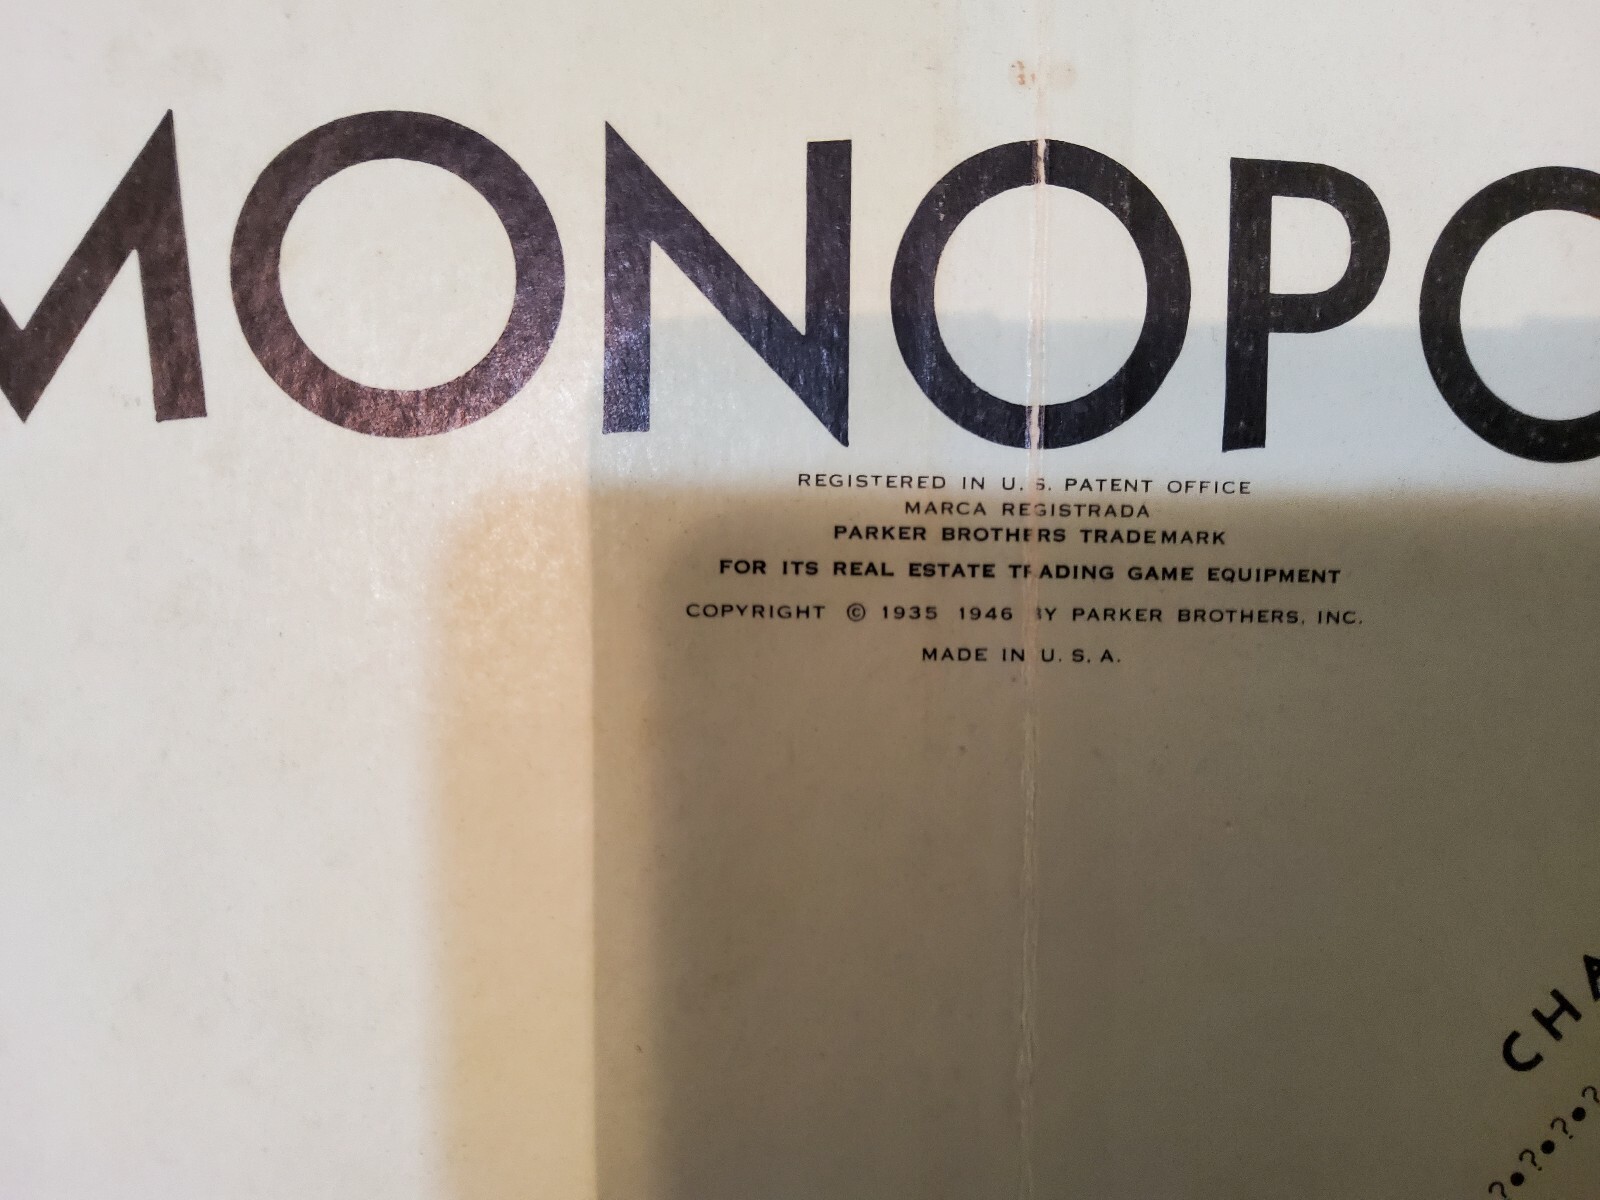 MONOPO
REGISTERED IN U. S. PATENT OFFICE
MARCA REGISTRADA
PARKER BROTHERS TRADEMARK
FOR ITS REAL ESTATE TRADING GAME EQUIPMENT
COPYRIGHT © 1935 1946 BY PARKER BROTHERS, INC.
MADE IN U. S. A.
CHA
?•?•?•?